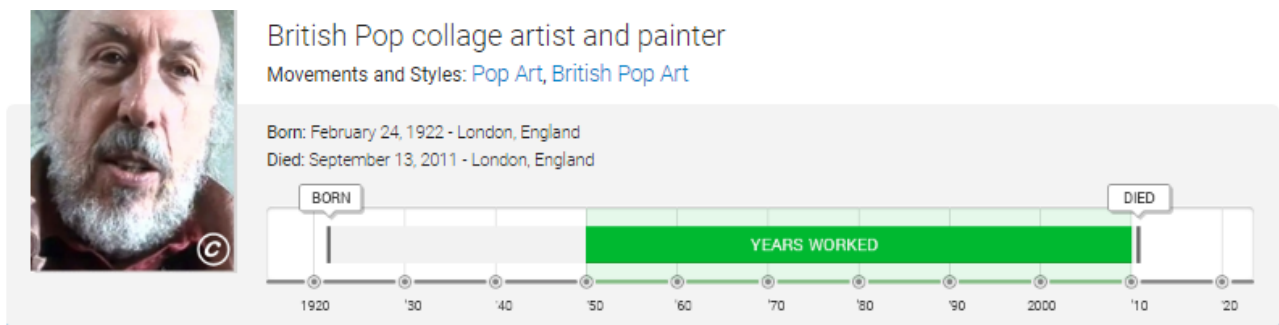 British Pop collage artist and painter
Movements and Styles: Pop Art, British Pop Art
Born: February 24, 1922 - London, England
Died: September 13, 2011 - London, England
BORN
DIED
YEARS WORKED
©
1920 '30 '40 '50 '60 '70 '80 '90 2000 '10 '20